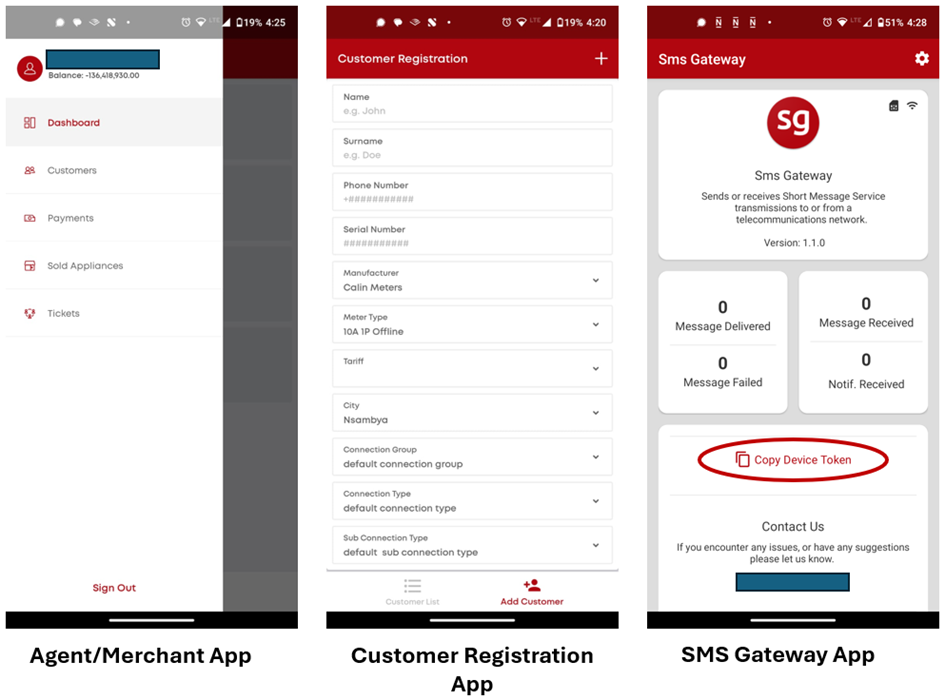 19% 4:25
Balance: -136,418,930.00
Dashboard
Customers
Payments
Sold Appliances
Tickets
Sign Out
Agent/Merchant App
LTE 19% 4:20
Customer Registration
Name
e.g. John
Surname
e.g. Doe
Phone Number
+###########
Serial Number
###########
Manufacturer
Calin Meters
Meter Type
10A 1P Offline
Tariff
City
Nsambya
Connection Group
default connection group
Connection Type
default connection type
Sub Connection Type
default sub connection type
Customer List
Add Customer
Customer Registration
App
N N N LTE 51% 4:28
Sms Gateway
sg
Sms Gateway
Sends or receives Short Message Service
transmissions to or from a
telecommunications network.
Version: 1.1.0
0
Message Delivered
0
Message Failed
0
Message Received
0
Notif. Received
Copy Device Token
Contact Us
If you encounter any issues, or have any suggestions
please let us know.
SMS Gateway App